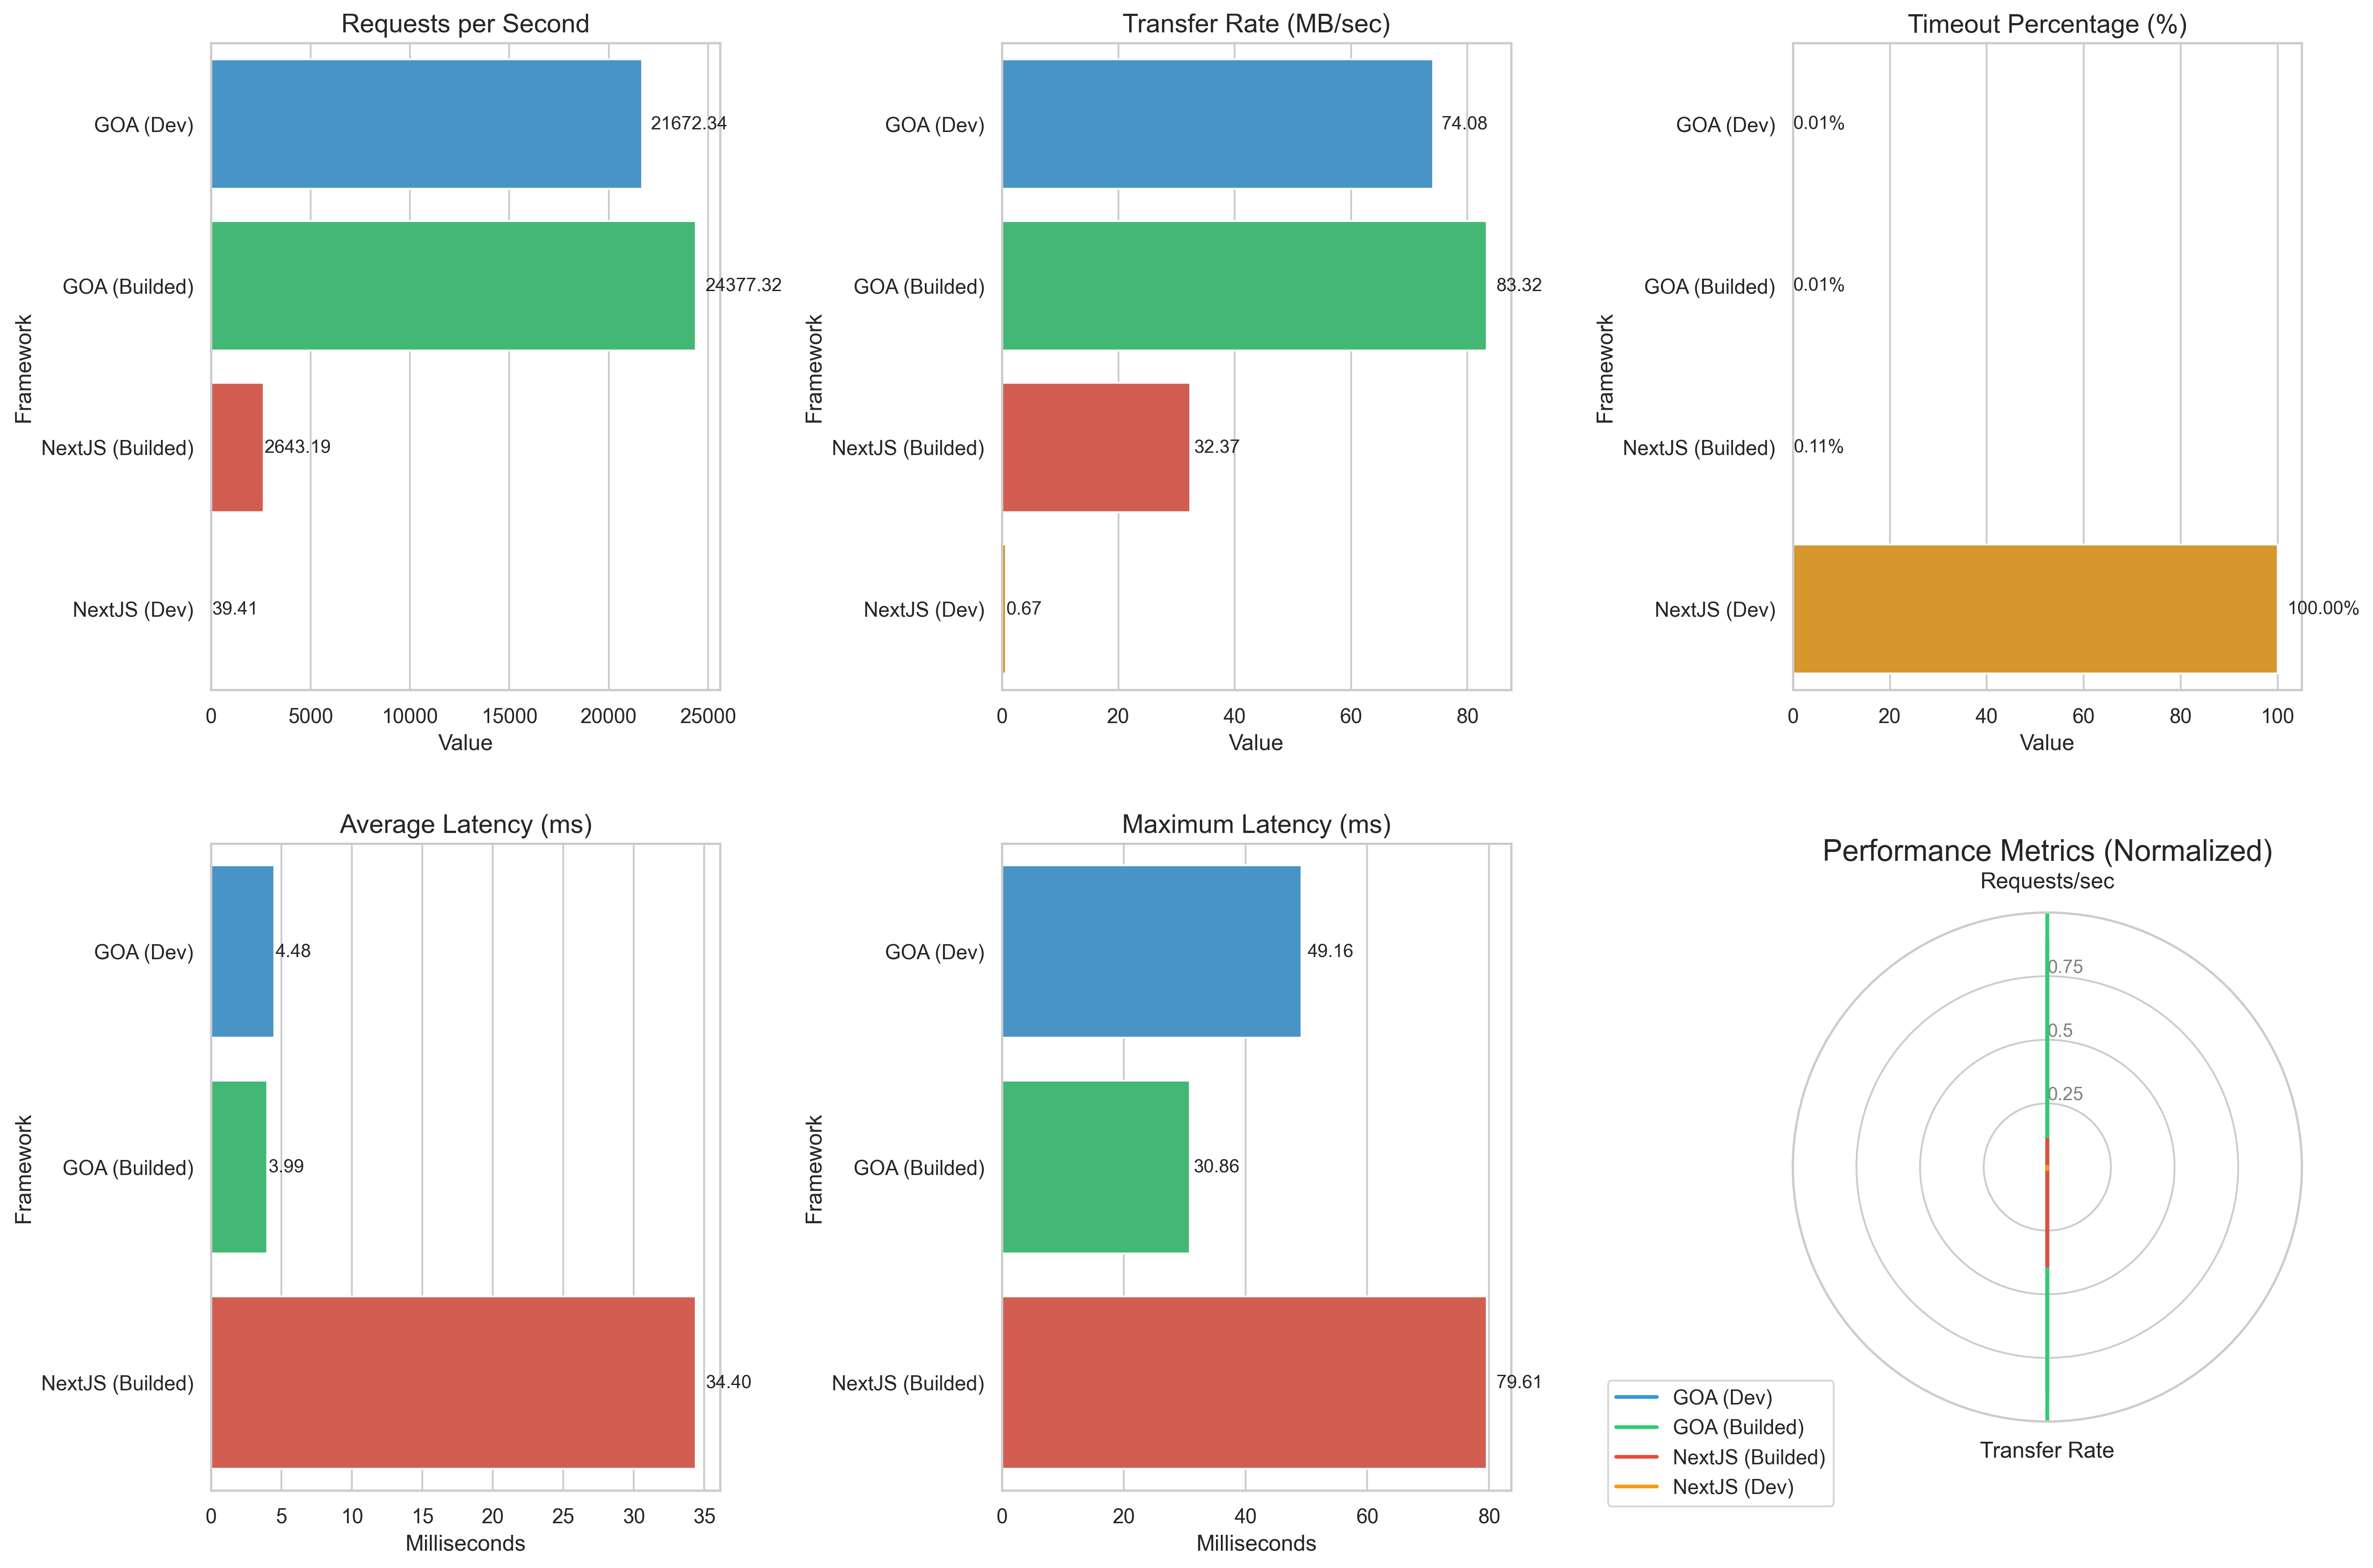 Requests per Second
Framework
GOA (Dev)
GOA (Builded)
NextJS (Builded)
NextJS (Dev)
21672.34
24377.32
2643.19
39.41
0 5000 10000 15000 20000 25000
Value
Transfer Rate (MB/sec)
Framework
GOA (Dev)
GOA (Builded)
NextJS (Builded)
NextJS (Dev)
74.08
83.32
32.37
0.67
0 20 40 60 80
Value
Timeout Percentage (%)
Framework
GOA (Dev)
GOA (Builded)
NextJS (Builded)
NextJS (Dev)
0.01%
0.01%
0.11%
100.00%
0 20 40 60 80 100
Value
Average Latency (ms)
Framework
GOA (Dev)
GOA (Builded)
NextJS (Builded)
4.48
3.99
34.40
0 5 10 15 20 25 30 35
Milliseconds
Maximum Latency (ms)
Framework
GOA (Dev)
GOA (Builded)
NextJS (Builded)
49.16
30.86
79.61
0 20 40 60 80
Milliseconds
Performance Metrics (Normalized)
Requests/sec
0.75
0.5
0.25
Transfer Rate
GOA (Dev)
GOA (Builded)
NextJS (Builded)
NextJS (Dev)